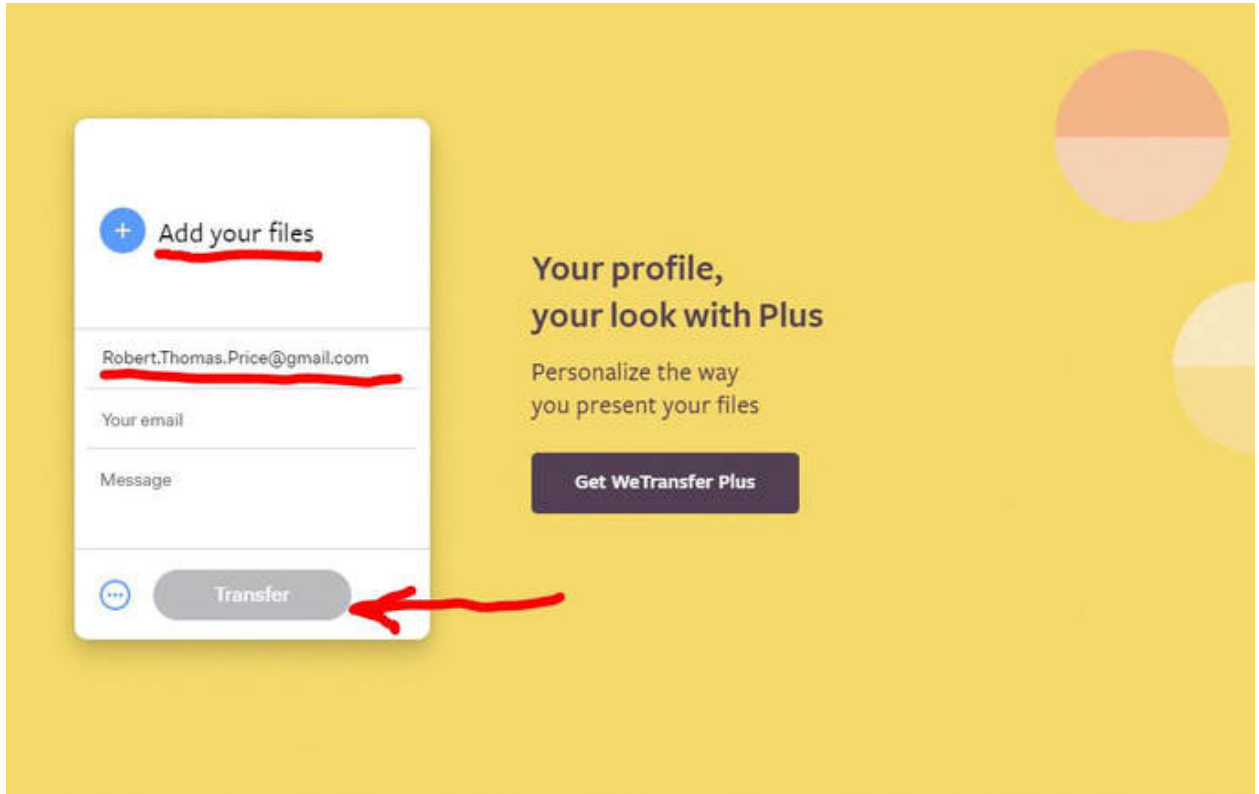 Add your files
Robert.Thomas.Price@gmail.com
Your email
Message
Transfer
Your profile,
your look with Plus
Personalize the way
you present your files
Get WeTransfer Plus